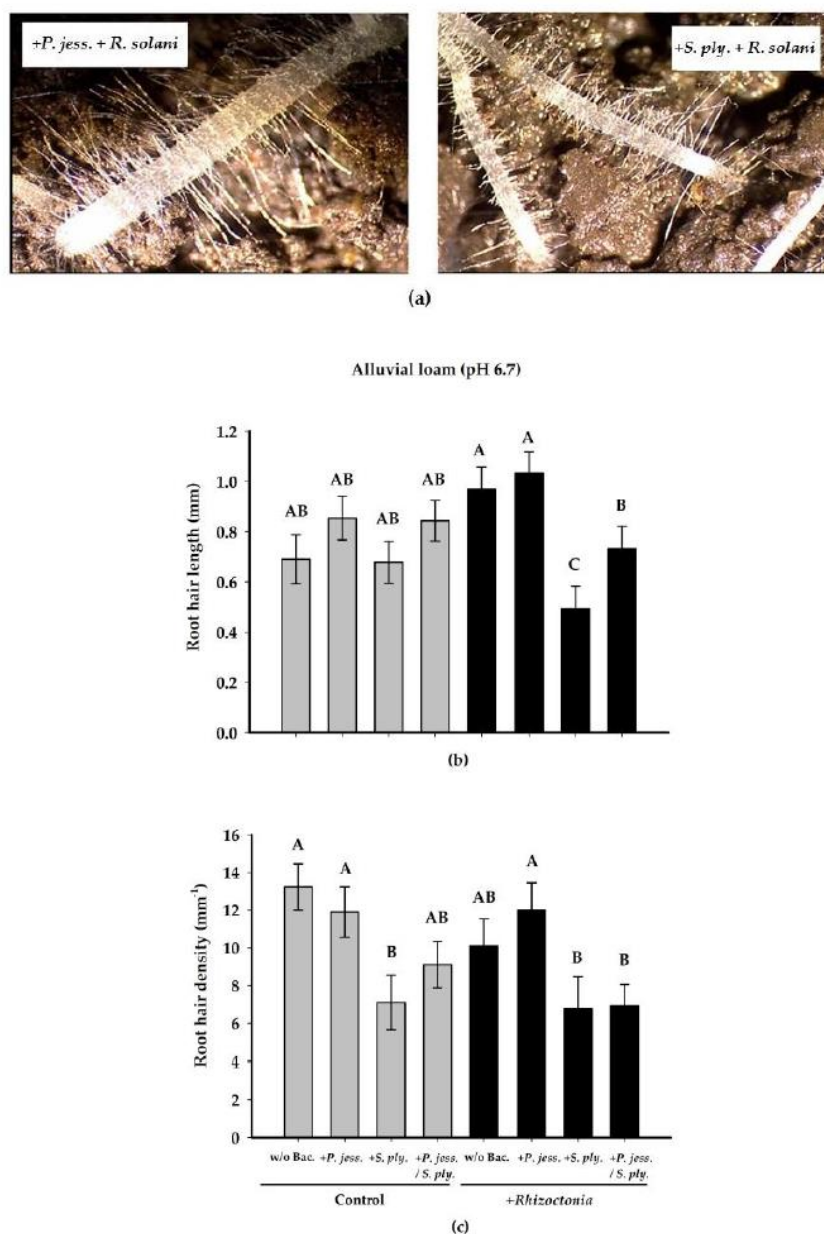 +P. jess. + R. solani
+S. ply. + R. solani
(a)
Alluvial loam (pH 6.7)
Root hair length (mm)
1.2
1.0
0.8
0.6
0.4
0.2
0.0
AB
AB
AB
AB
A
A
C
B
(b)
Root hair density (mm⁻¹)
16
14
12
10
8
6
4
2
0
A
A
B
AB
AB
A
B
B
w/o Bac. +P. jess. +S. ply. +P. jess. w/o Bac. +P. jess. +S. ply. +P. jess.
/ S. ply. / S. ply.
Control +Rhizoctonia
(c)